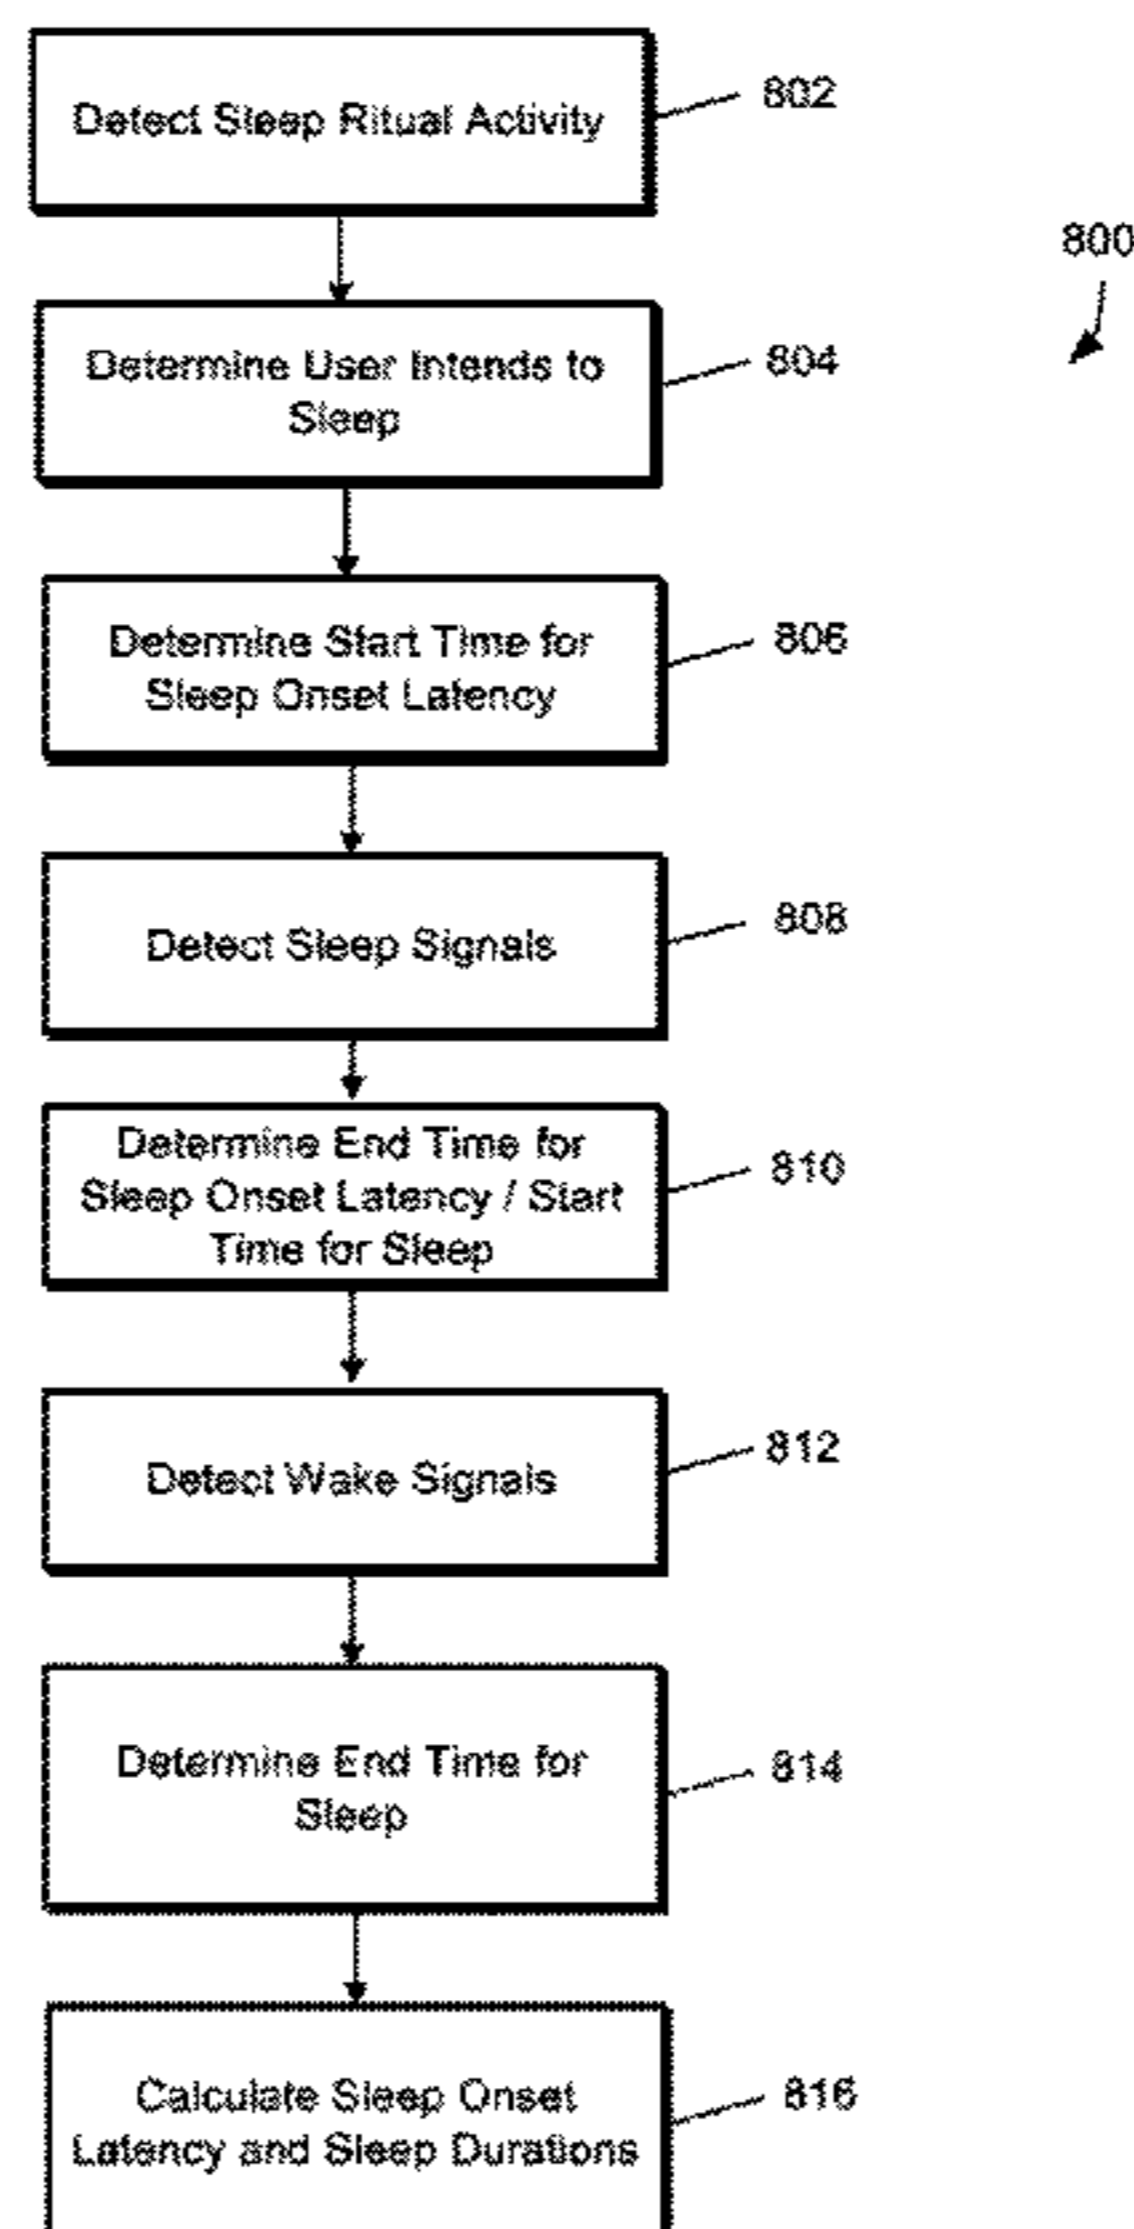 Detect Sleep Ritual Activity
802
800
Determine User Intends to
Sleep
804
Determine Start Time for
Sleep Onset Latency
806
Detect Sleep Signals
808
Determine End Time for
Sleep Onset Latency / Start
Time for Sleep
810
Detect Wake Signals
812
Determine End Time for
Sleep
814
Calculate Sleep Onset
Latency and Sleep Durations
816